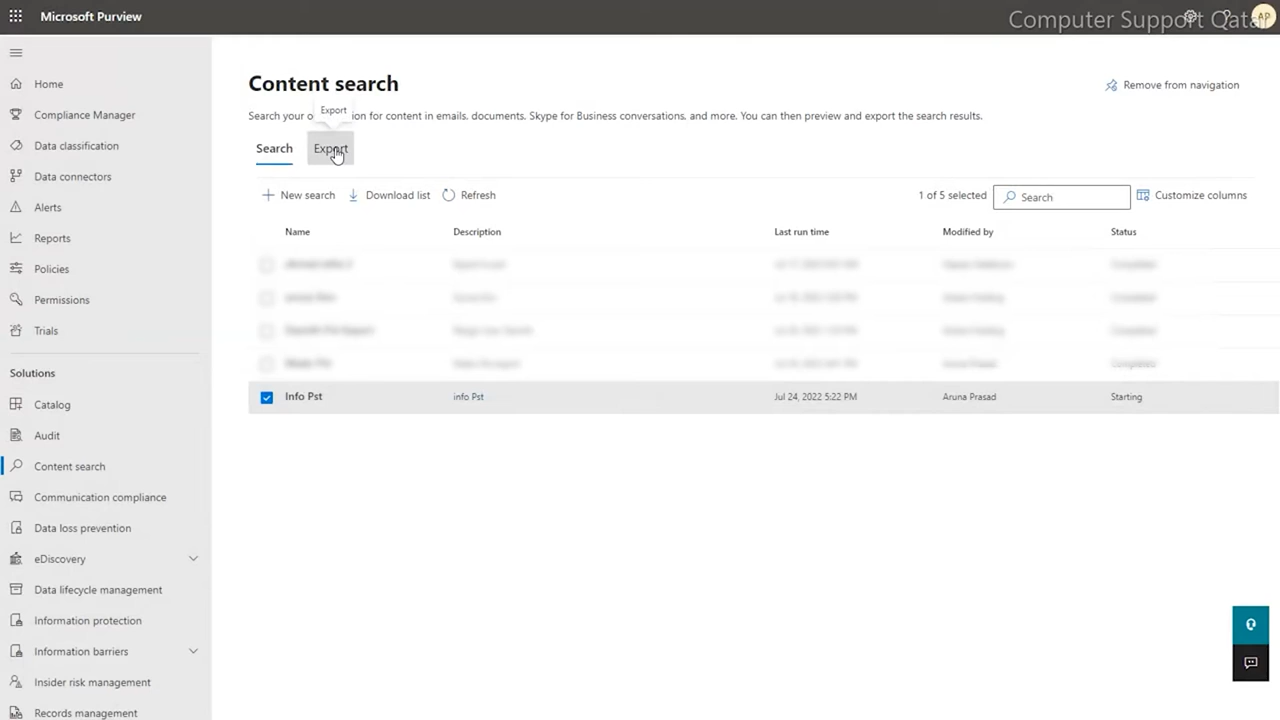 Microsoft Purview
Computer Support Qatar
AP
Home
Compliance Manager
Data classification
Data connectors
Alerts
Reports
Policies
Permissions
Trials
Solutions
Catalog
Audit
Content search
Communication compliance
Data loss prevention
eDiscovery
Data lifecycle management
Information protection
Information barriers
Insider risk management
Records management
Content search
Remove from navigation
Export
Search your for content in emails, documents, Skype for Business conversations, and more. You can then preview and export the search results.
Search Export
New search Download list Refresh 1 of 5 selected Search Customize columns
Name Description Last run time Modified by Status
Info Pst info Pst Jul 24, 2022 5:22 PM Aruna Prasad Starting